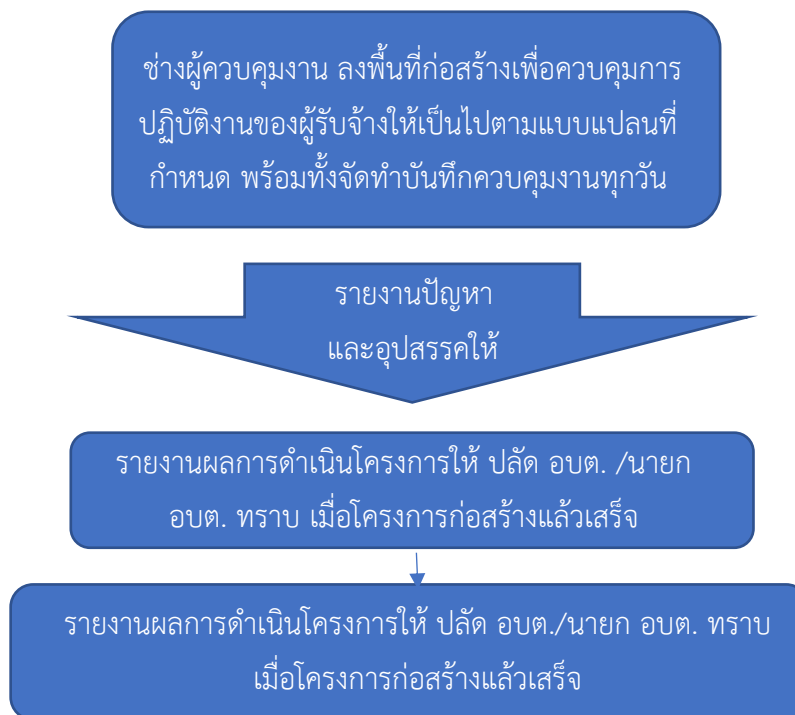 ช่างผู้ควบคุมงาน ลงพื้นที่ก่อสร้างเพื่อควบคุมการ
ปฏิบัติงานของผู้รับจ้างให้เป็นไปตามแบบแปลนที่
กำหนด พร้อมทั้งจัดทำบันทึกควบคุมงานทุกวัน
รายงานปัญหา
และอุปสรรคให้
รายงานผลการดำเนินโครงการให้ ปลัด อบต. /นายก
อบต. ทราบ เมื่อโครงการก่อสร้างแล้วเสร็จ
รายงานผลการดำเนินโครงการให้ ปลัด อบต./นายก อบต. ทราบ
เมื่อโครงการก่อสร้างแล้วเสร็จ